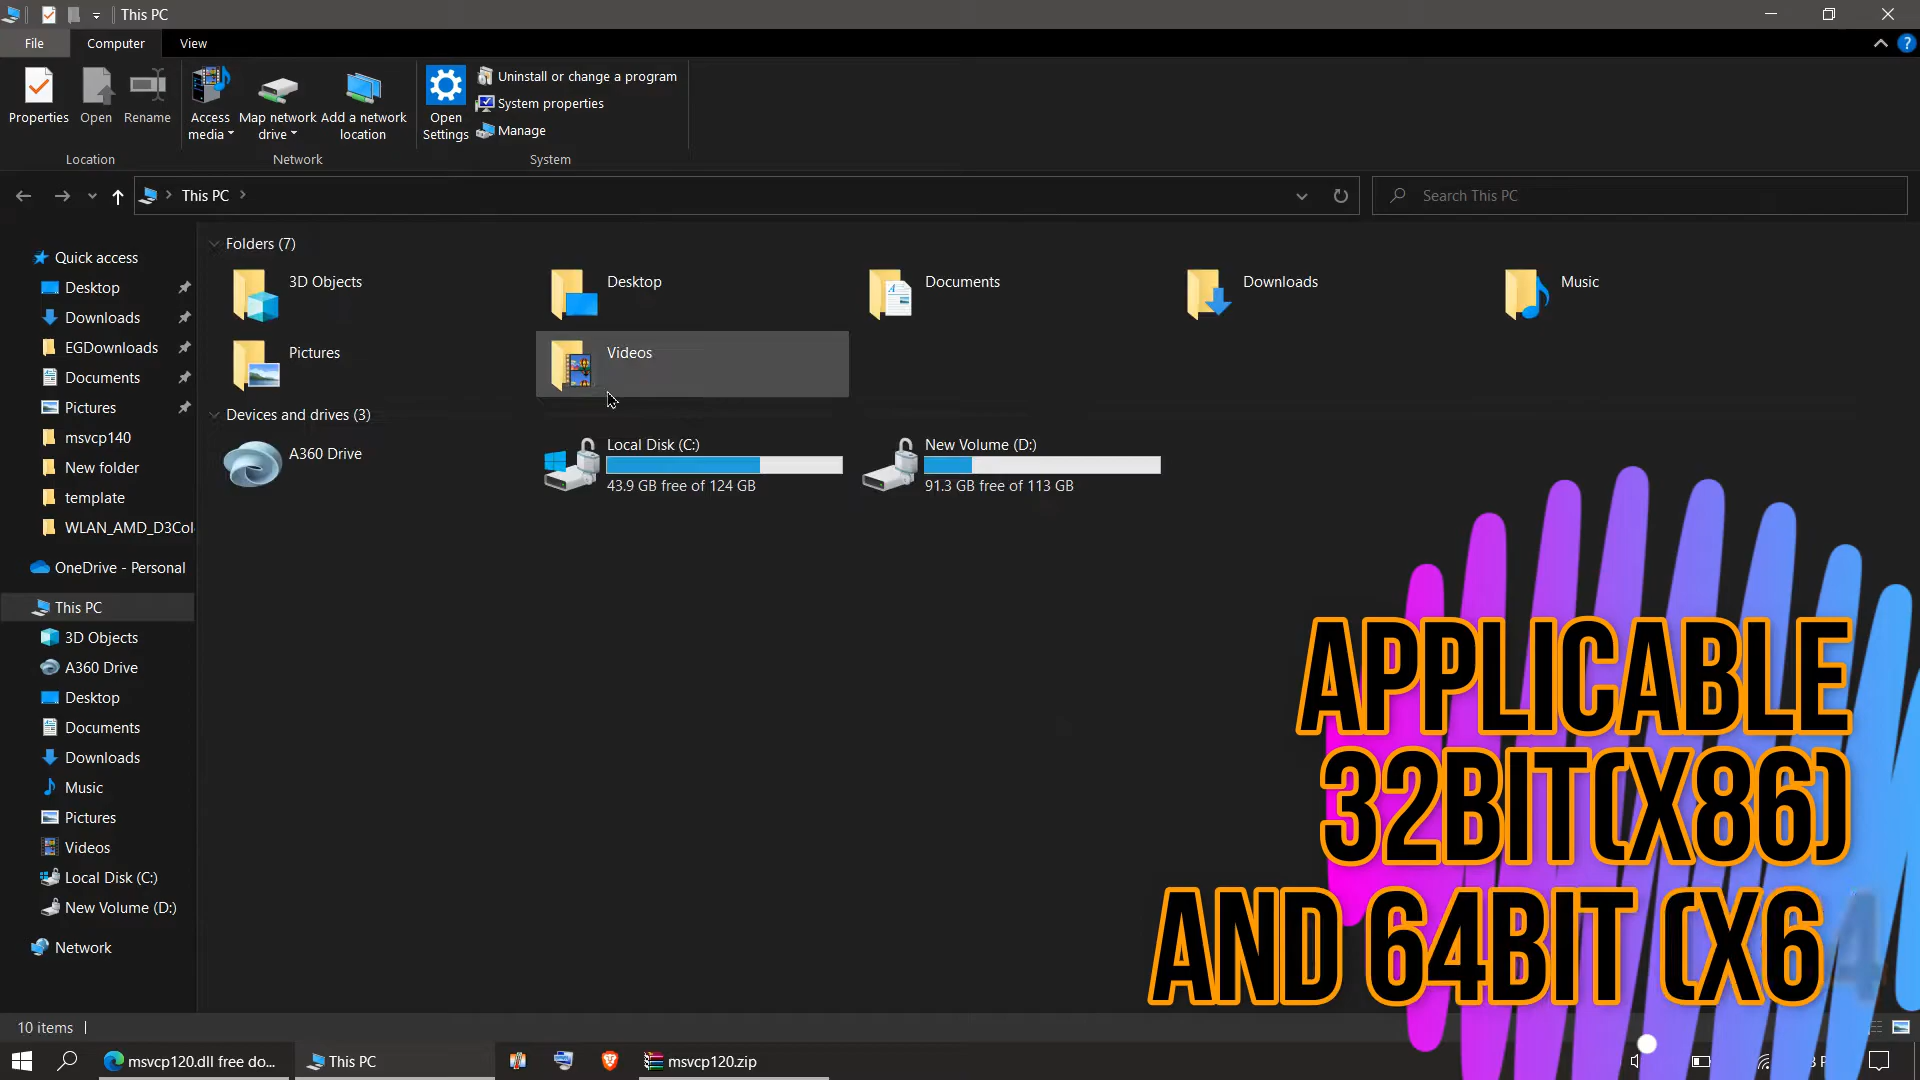 This PC
File
Computer
View
?
Properties
Open
Rename
Access media
Map network drive
Add a network location
Open Settings
Uninstall or change a program
System properties
Manage
Location
Network
System
This PC
Search This PC
Quick access
Desktop
Downloads
EGDownloads
Documents
Pictures
msvcp140
New folder
template
WLAN_AMD_D3Col
OneDrive - Personal
This PC
3D Objects
A360 Drive
Desktop
Documents
Downloads
Music
Pictures
Videos
Local Disk (C:)
New Volume (D:)
Network
Folders (7)
3D Objects
Desktop
Documents
Downloads
Music
Pictures
Videos
Devices and drives (3)
A360 Drive
Local Disk (C:)
43.9 GB free of 124 GB
New Volume (D:)
91.3 GB free of 113 GB
APPLICABLE
32BIT(X86)
AND 64BIT (X64
10 items
msvcp120.dll free do...
This PC
msvcp120.zip